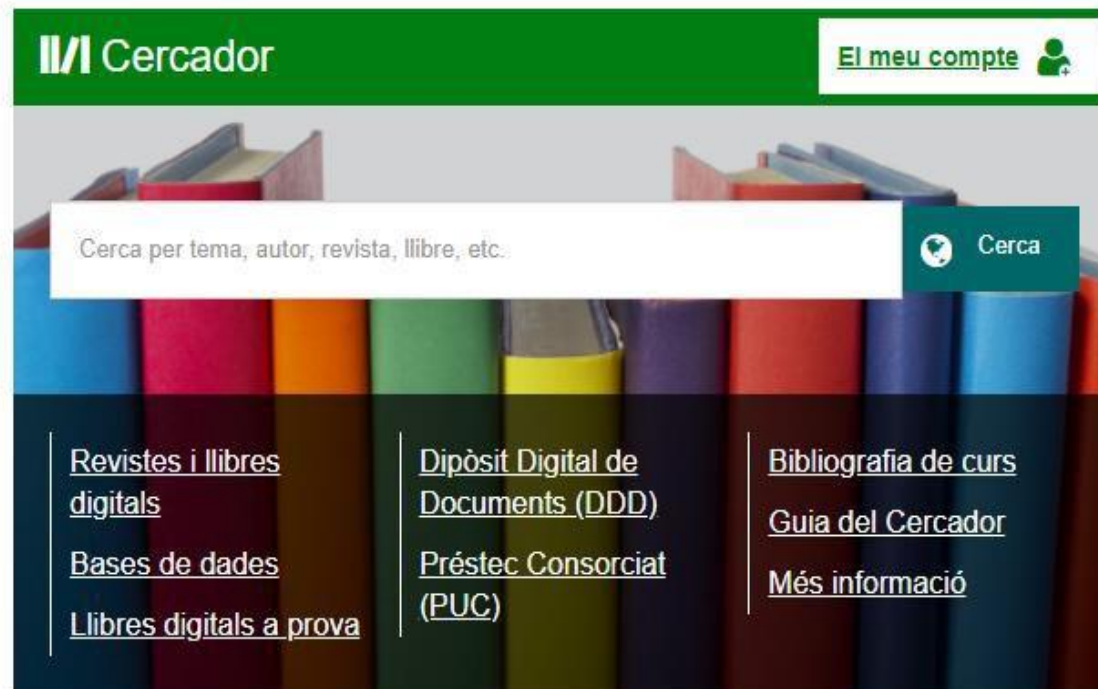 Cercador
El meu compte
Cerca per tema, autor, revista, llibre, etc.
Cerca
Revistes i llibres
digitals
Bases de dades
Llibres digitals a prova
Dipòsit Digital de
Documents (DDD)
Préstec Consorciat
(PUC)
Bibliografia de curs
Guia del Cercador
Més informació